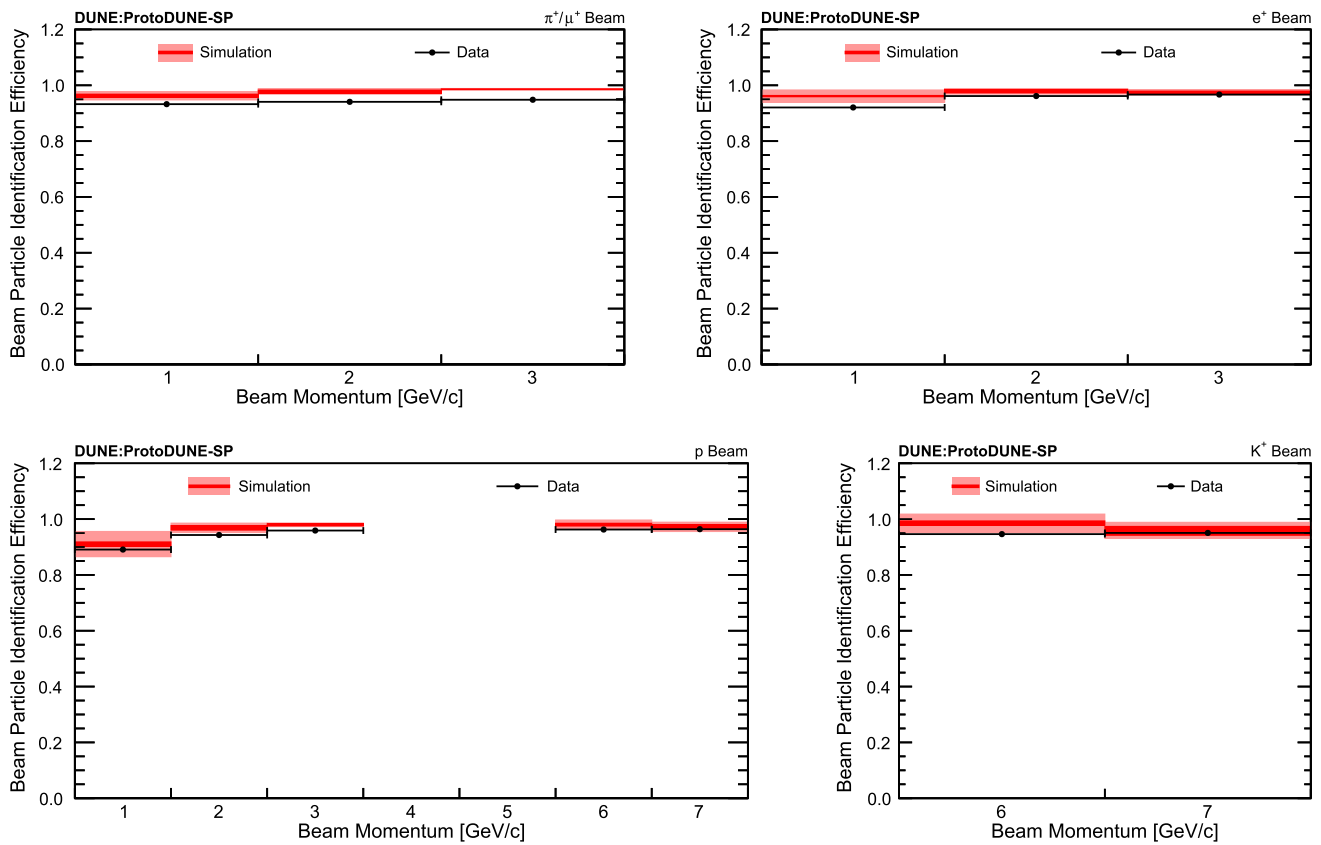 DUNE:ProtoDUNE-SP π⁺/μ⁺ Beam
Simulation Data
Beam Particle Identification Efficiency
1.2
1.0
0.8
0.6
0.4
0.2
0.0
1 2 3
Beam Momentum [GeV/c]
DUNE:ProtoDUNE-SP e⁺ Beam
Simulation Data
Beam Particle Identification Efficiency
1.2
1.0
0.8
0.6
0.4
0.2
0.0
1 2 3
Beam Momentum [GeV/c]
DUNE:ProtoDUNE-SP p Beam
Simulation Data
Beam Particle Identification Efficiency
1.2
1.0
0.8
0.6
0.4
0.2
0.0
1 2 3 4 5 6 7
Beam Momentum [GeV/c]
DUNE:ProtoDUNE-SP K⁺ Beam
Simulation Data
Beam Particle Identification Efficiency
1.2
1.0
0.8
0.6
0.4
0.2
0.0
6 7
Beam Momentum [GeV/c]